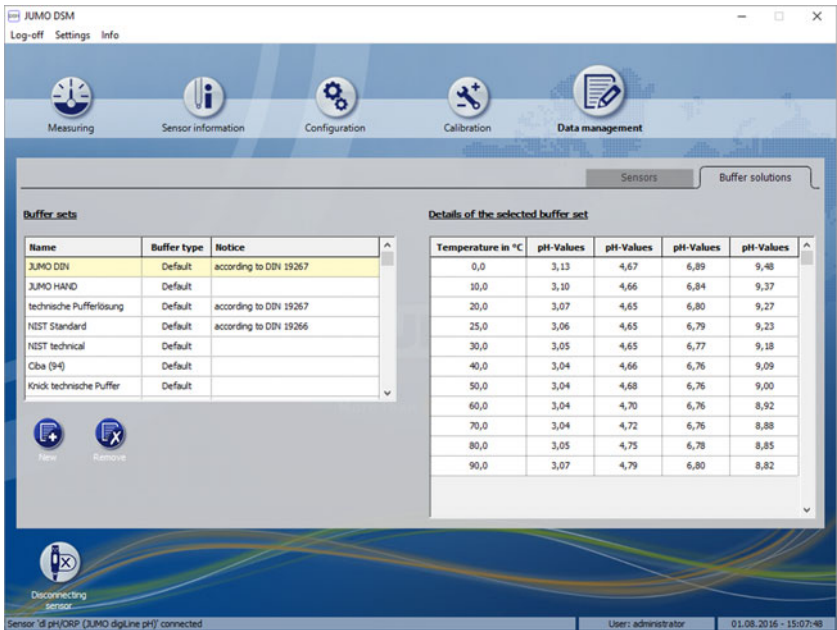 JUMO DSM
Log-off Settings Info
Measuring Sensor information Configuration Calibration Data management
Sensors Buffer solutions
Buffer sets
Name Buffer type Notice
JUMO DIN Default according to DIN 19267
JUMO HAND Default
technische Pufferlösung Default according to DIN 19267
NIST Standard Default according to DIN 19266
NIST technical Default
Ciba (94) Default
Knick technische Puffer Default
New Remove
Details of the selected buffer set
Temperature in °C pH-Values pH-Values pH-Values pH-Values
0,0 3,13 4,67 6,89 9,48
10,0 3,10 4,66 6,84 9,37
20,0 3,07 4,65 6,80 9,27
25,0 3,06 4,65 6,79 9,23
30,0 3,05 4,65 6,77 9,18
40,0 3,04 4,66 6,76 9,09
50,0 3,04 4,68 6,76 9,00
60,0 3,04 4,70 6,76 8,92
70,0 3,04 4,72 6,76 8,88
80,0 3,05 4,75 6,78 8,85
90,0 3,07 4,79 6,80 8,82
Disconnecting
sensor
Sensor 'dl pH/ORP (JUMO digiLine pH)' connected User: administrator 01.08.2016 - 15:07:48